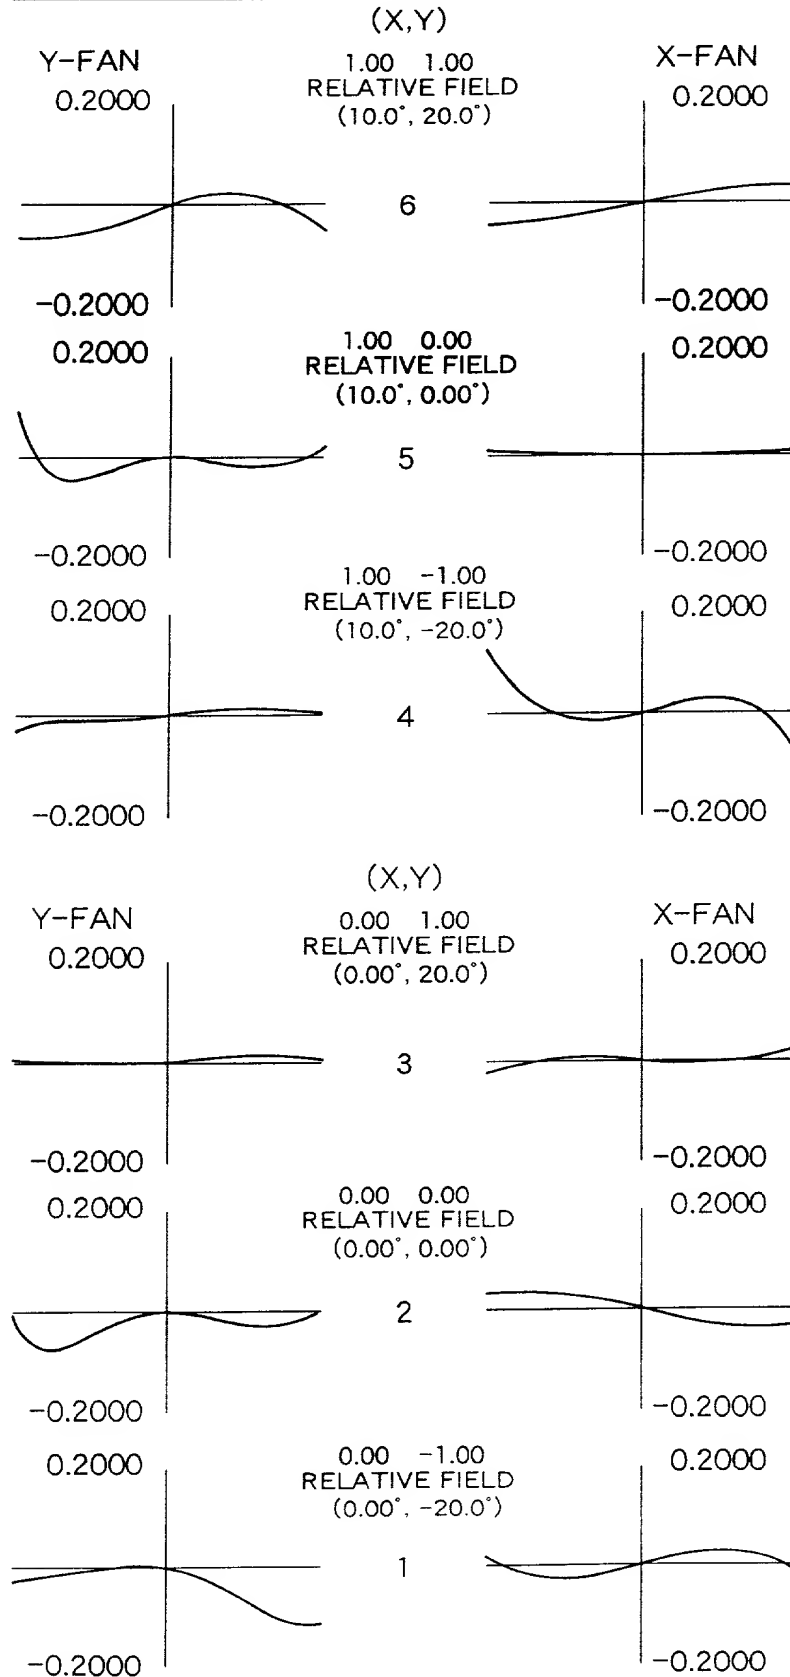 (X,Y)
Y-FAN 1.00 1.00 X-FAN
0.2000 RELATIVE FIELD 0.2000
(10.0°, 20.0°)
6
-0.2000 -0.2000
0.2000 1.00 0.00 0.2000
RELATIVE FIELD
(10.0°, 0.00°)
5
-0.2000 -0.2000
1.00 -1.00
0.2000 RELATIVE FIELD 0.2000
(10.0°, -20.0°)
4
-0.2000 -0.2000
(X,Y)
Y-FAN 0.00 1.00 X-FAN
0.2000 RELATIVE FIELD 0.2000
(0.00°, 20.0°)
3
-0.2000 -0.2000
0.00 0.00
0.2000 RELATIVE FIELD 0.2000
(0.00°, 0.00°)
2
-0.2000 -0.2000
0.00 -1.00
0.2000 RELATIVE FIELD 0.2000
(0.00°, -20.0°)
1
-0.2000 -0.2000